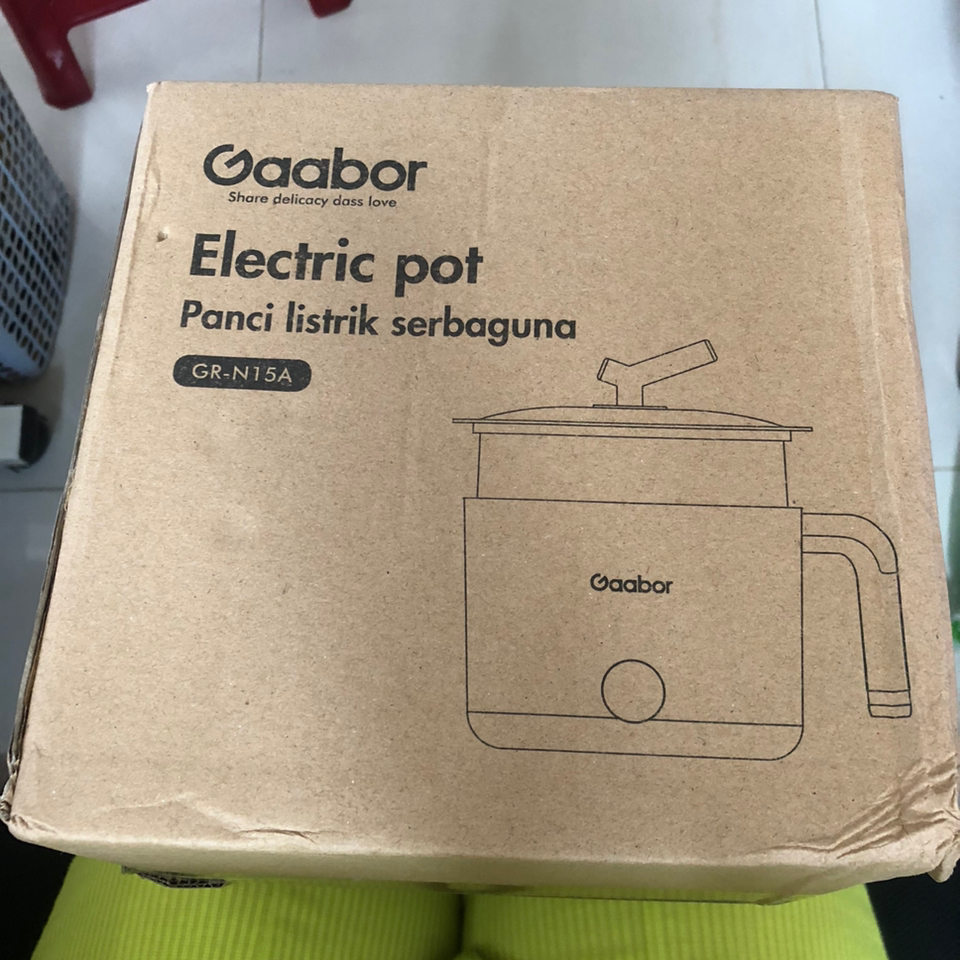 Gaabor
Share delicacy dass love
Electric pot
Panci listrik serbaguna
GR-N15A
Gaabor